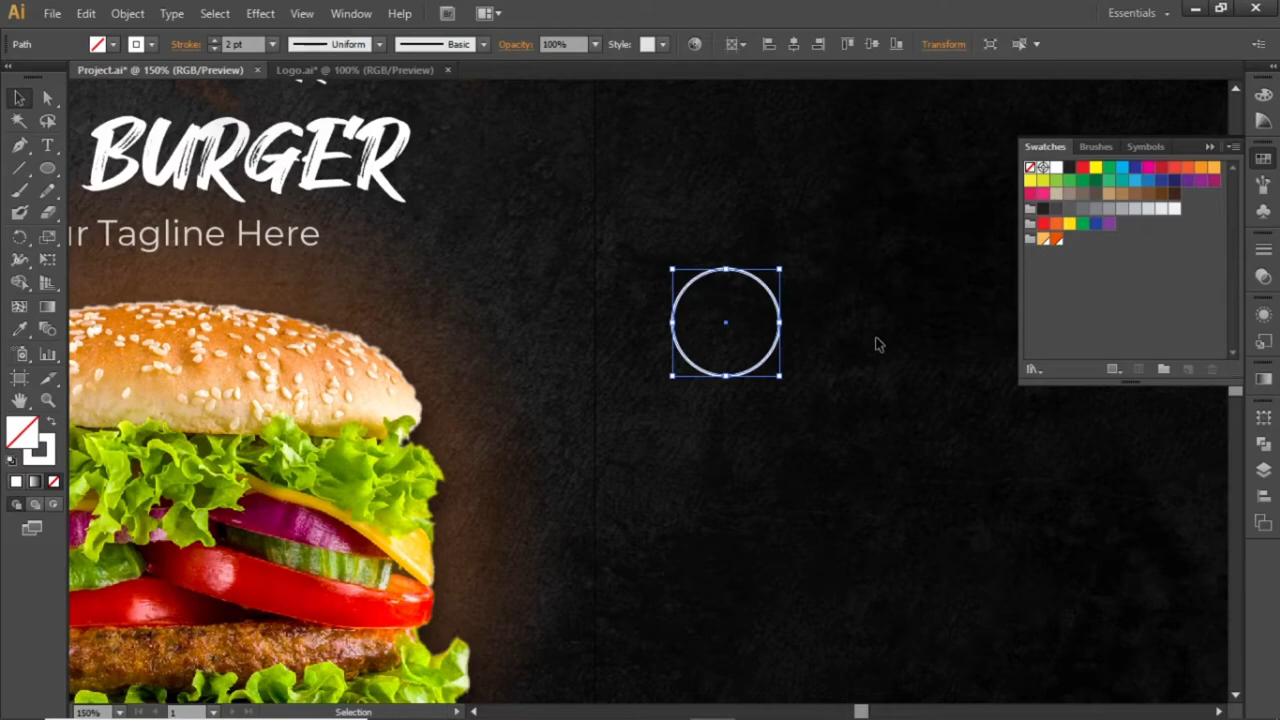 Ai File Edit Object Type Select Effect View Window Help Br Essentials
Path Stroke: 2 pt Uniform Basic Opacity: 100% Style: Transform
Project.ai* @ 150% (RGB/Preview) × Logo.ai* @ 100% (RGB/Preview) ×
BURGER
ur Tagline Here
Swatches Brushes Symbols
150% 1 Selection